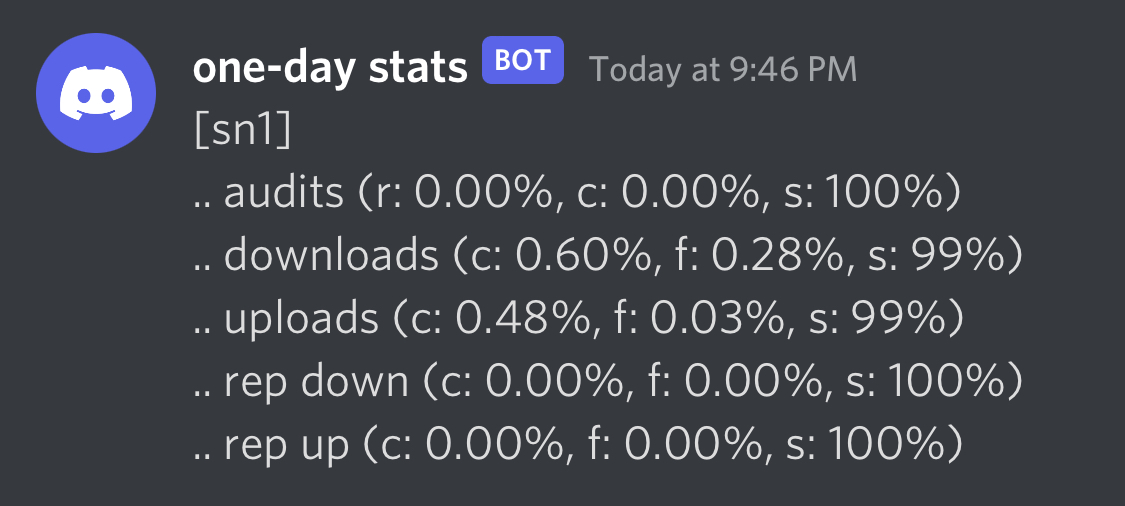 one-day stats BOT Today at 9:46 PM
[sn1]
.. audits (r: 0.00%, c: 0.00%, s: 100%)
.. downloads (c: 0.60%, f: 0.28%, s: 99%)
.. uploads (c: 0.48%, f: 0.03%, s: 99%)
.. rep down (c: 0.00%, f: 0.00%, s: 100%)
.. rep up (c: 0.00%, f: 0.00%, s: 100%)